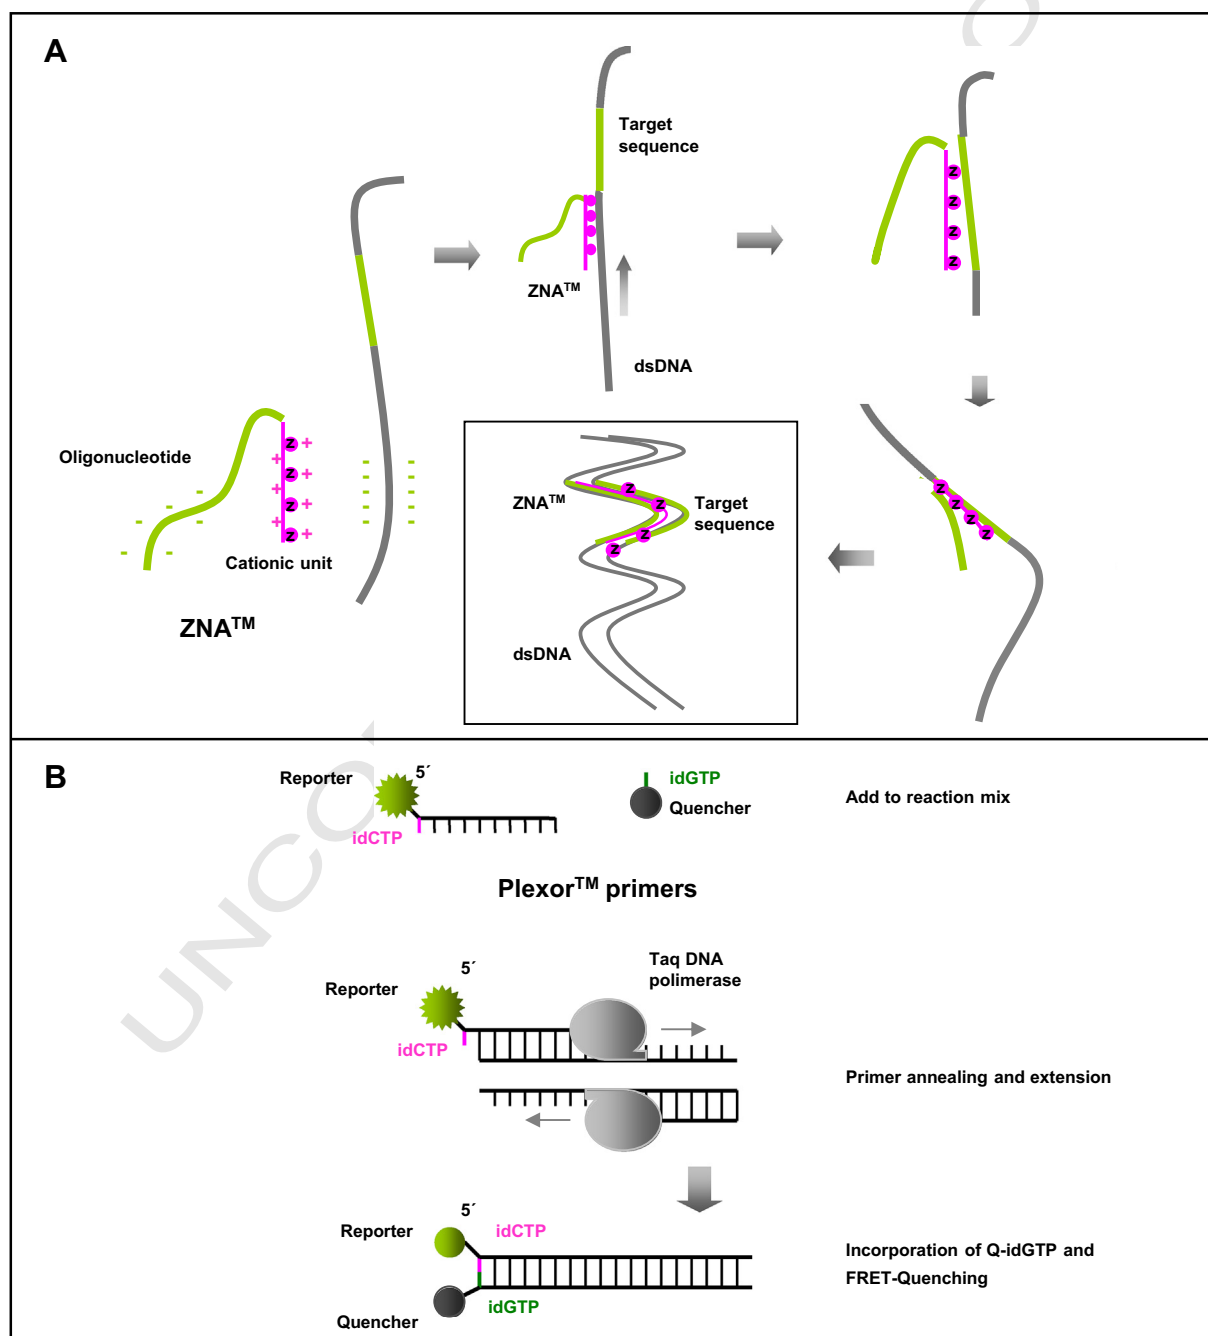 A
Target
sequence
ZNA™
dsDNA
Z
Z
Z
Z
Oligonucleotide
Z +
+
Z +
+
Z +
+
Z +
Cationic unit
ZNA™
ZNA™
Target
sequence
Z
Z
Z
Z
dsDNA
Z
Z
Z
Z
B
Reporter
5´
idCTP
idGTP
Quencher
Add to reaction mix
Plexor™ primers
5´
Reporter
idCTP
Taq DNA
polimerase
Primer annealing and extension
5´
Reporter
idCTP
Quencher
idGTP
Incorporation of Q-idGTP and
FRET-Quenching
UNCO